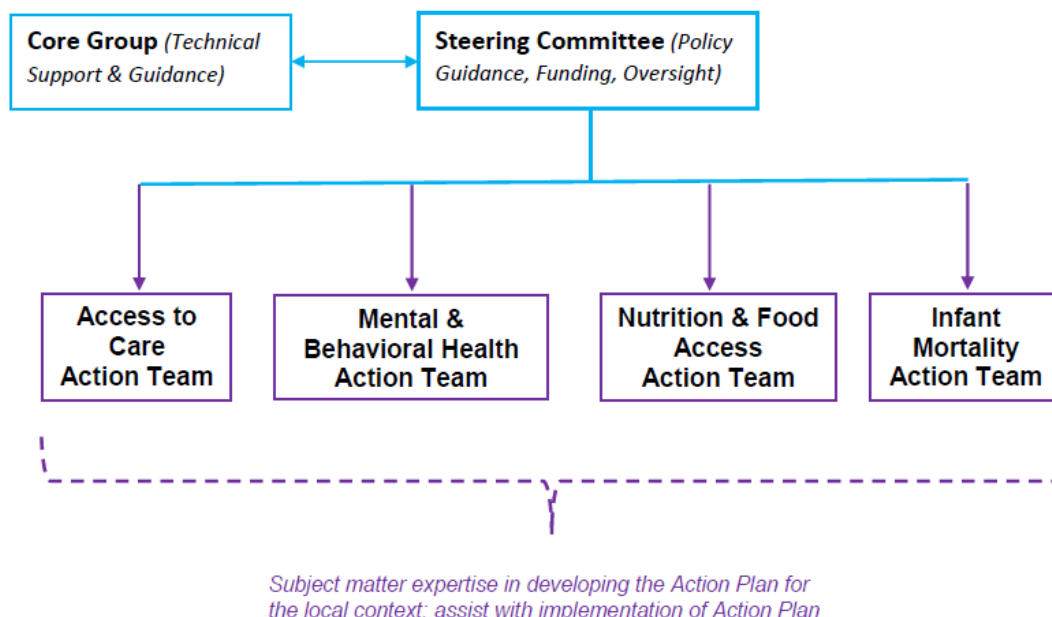 Core Group (Technical
Support & Guidance)
Steering Committee (Policy
Guidance, Funding, Oversight)
Access to
Care
Action Team
Mental &
Behavioral Health
Action Team
Nutrition & Food
Access
Action Team
Infant
Mortality
Action Team
Subject matter expertise in developing the Action Plan for
the local context; assist with implementation of Action Plan